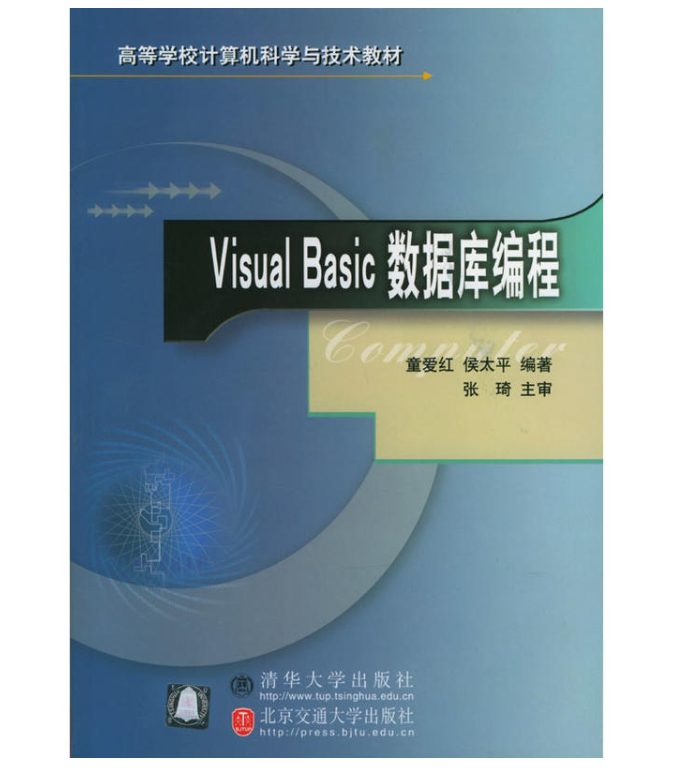 高等学校计算机科学与技术教材
Visual Basic 数据库编程
Computer
童爱红 侯太平 编著
张 琦 主审
清华大学出版社
http://www.tup.tsinghua.edu.cn
北京交通大学出版社
http://press.bjtu.edu.cn
BJTUP